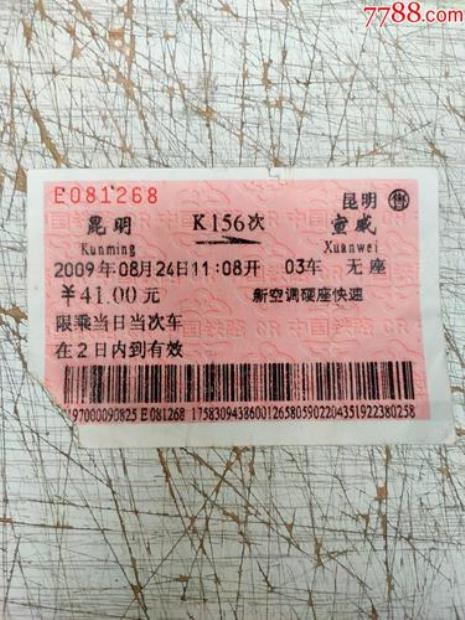 7788.com
E081268
昆明 售
昆明 K156次 宣威
Kunming Xuanwei
2009年08月24日11:08开 03车 无座
￥41.00元 新空调硬座快速
限乘当日当次车
在2日内到有效
197000090825 E081268 17583094386001265805902204351922380258